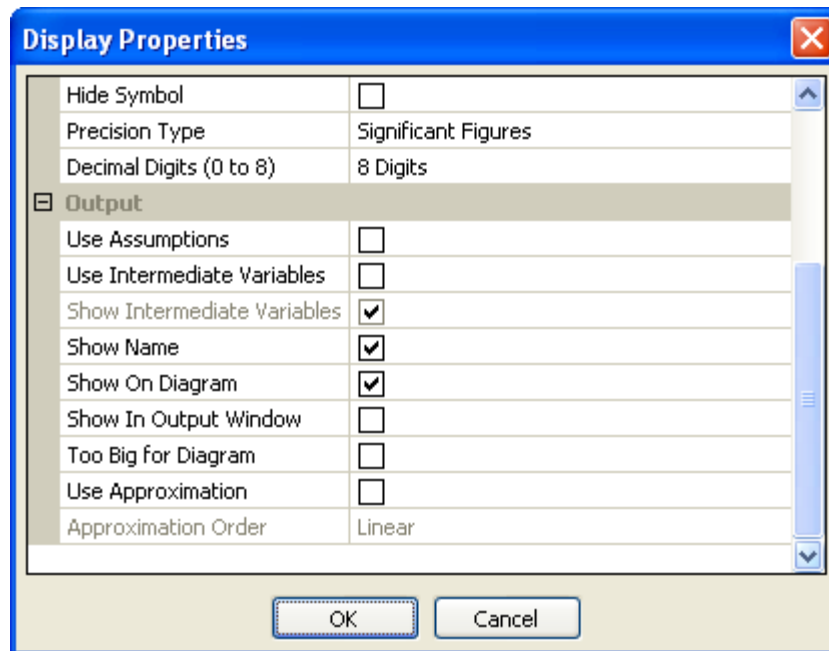 Display Properties
Hide Symbol
Precision Type Significant Figures
Decimal Digits (0 to 8) 8 Digits
Output
Use Assumptions
Use Intermediate Variables
Show Intermediate Variables
Show Name
Show On Diagram
Show In Output Window
Too Big for Diagram
Use Approximation
Approximation Order Linear
OK Cancel